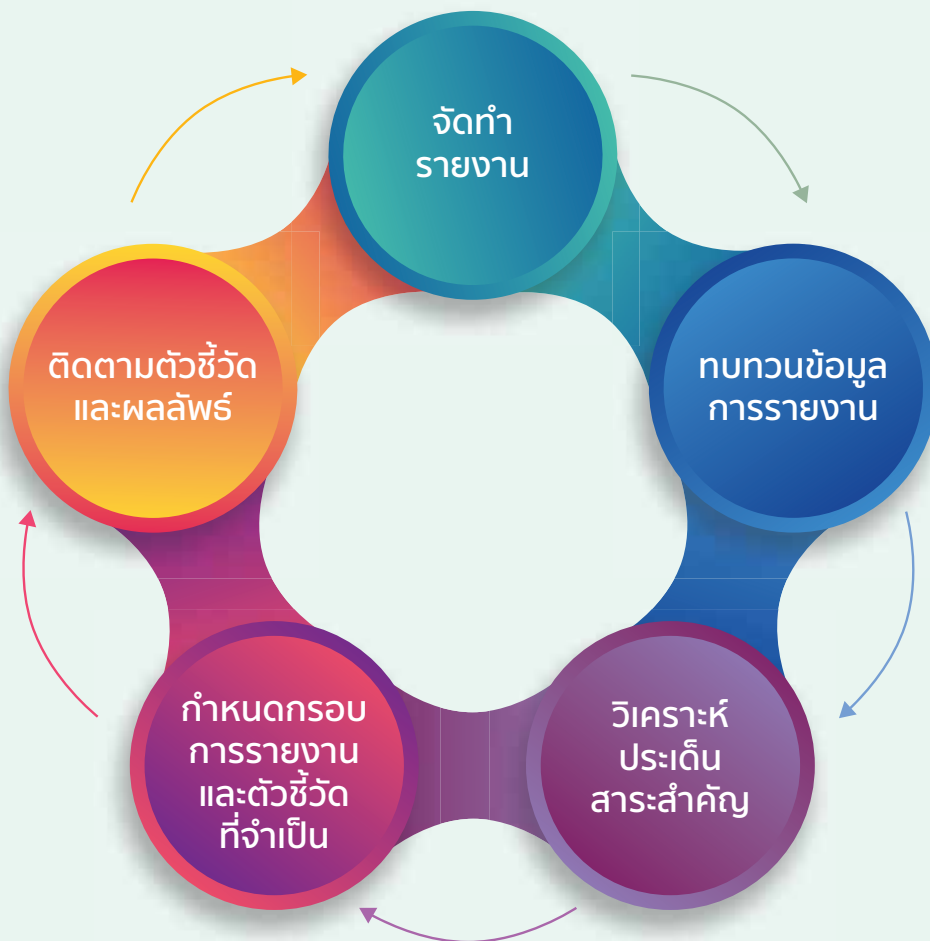 จัดทำ
รายงาน
ทบทวนข้อมูล
การรายงาน
วิเคราะห์
ประเด็น
สาระสำคัญ
กำหนดกรอบ
การรายงาน
และตัวชี้วัด
ที่จำเป็น
ติดตามตัวชี้วัด
และผลลัพธ์